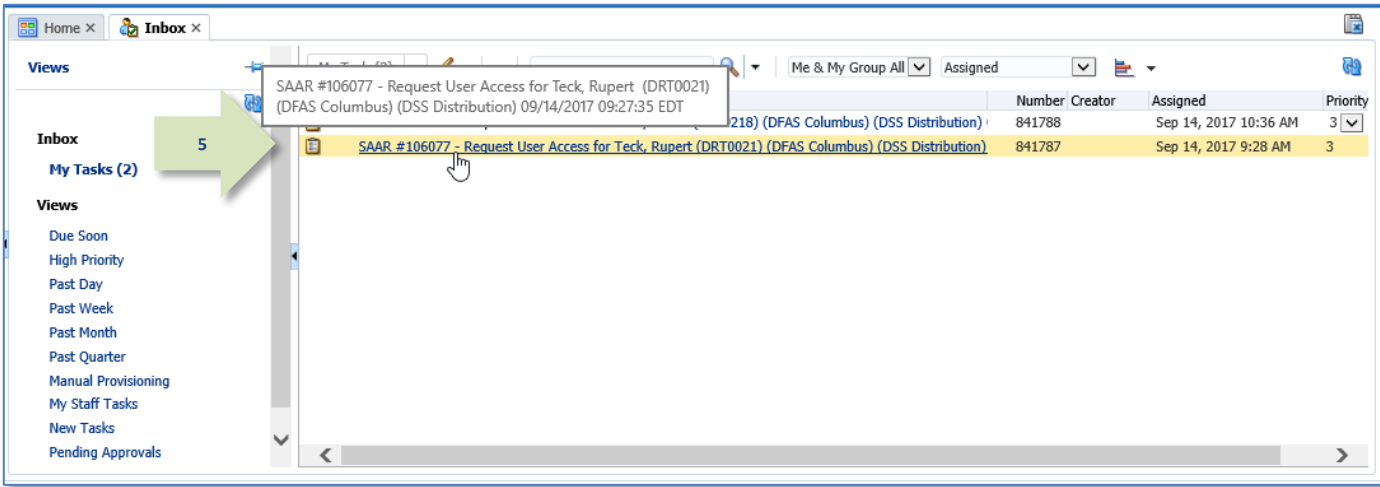 Home × Inbox ×
Views
Me & My Group All Assigned
SAAR #106077 - Request User Access for Teck, Rupert (DRT0021)
(DFAS Columbus) (DSS Distribution) 09/14/2017 09:27:35 EDT
Number Creator Assigned Priority
218) (DFAS Columbus) (DSS Distribution) 841788 Sep 14, 2017 10:36 AM 3
5
SAAR #106077 - Request User Access for Teck, Rupert (DRT0021) (DFAS Columbus) (DSS Distribution) 841787 Sep 14, 2017 9:28 AM 3
Inbox
My Tasks (2)
Views
Due Soon
High Priority
Past Day
Past Week
Past Month
Past Quarter
Manual Provisioning
My Staff Tasks
New Tasks
Pending Approvals